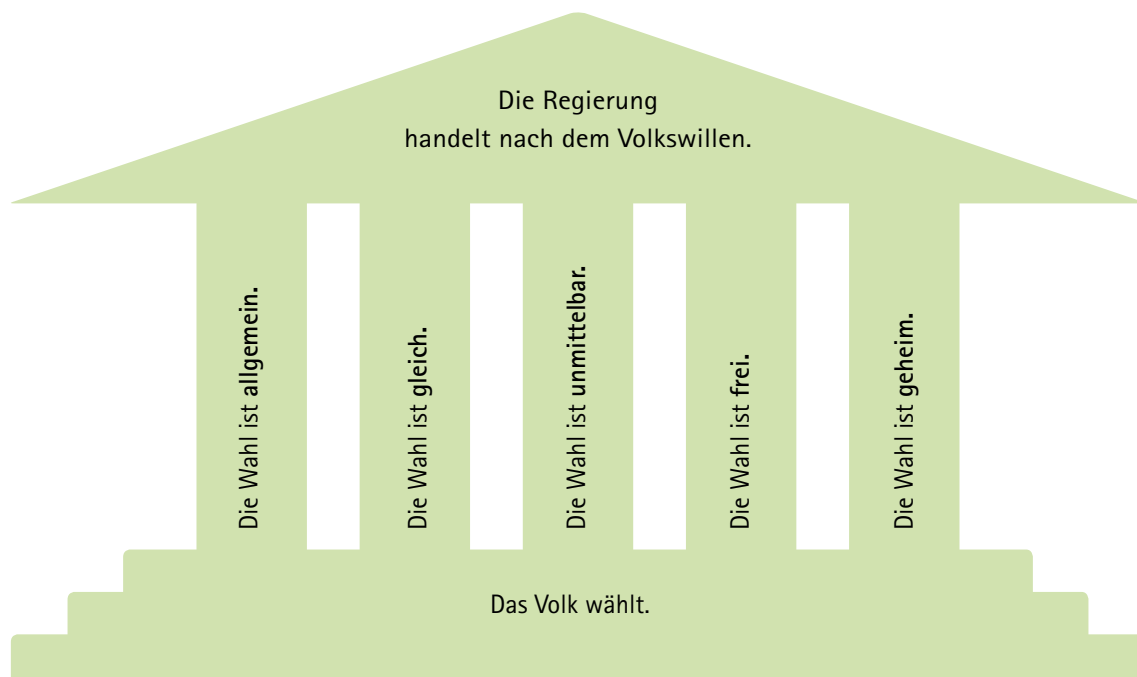 Die Regierung
handelt nach dem Volkswillen.
Die Wahl ist allgemein.
Die Wahl ist gleich.
Die Wahl ist unmittelbar.
Die Wahl ist frei.
Die Wahl ist geheim.
Das Volk wählt.